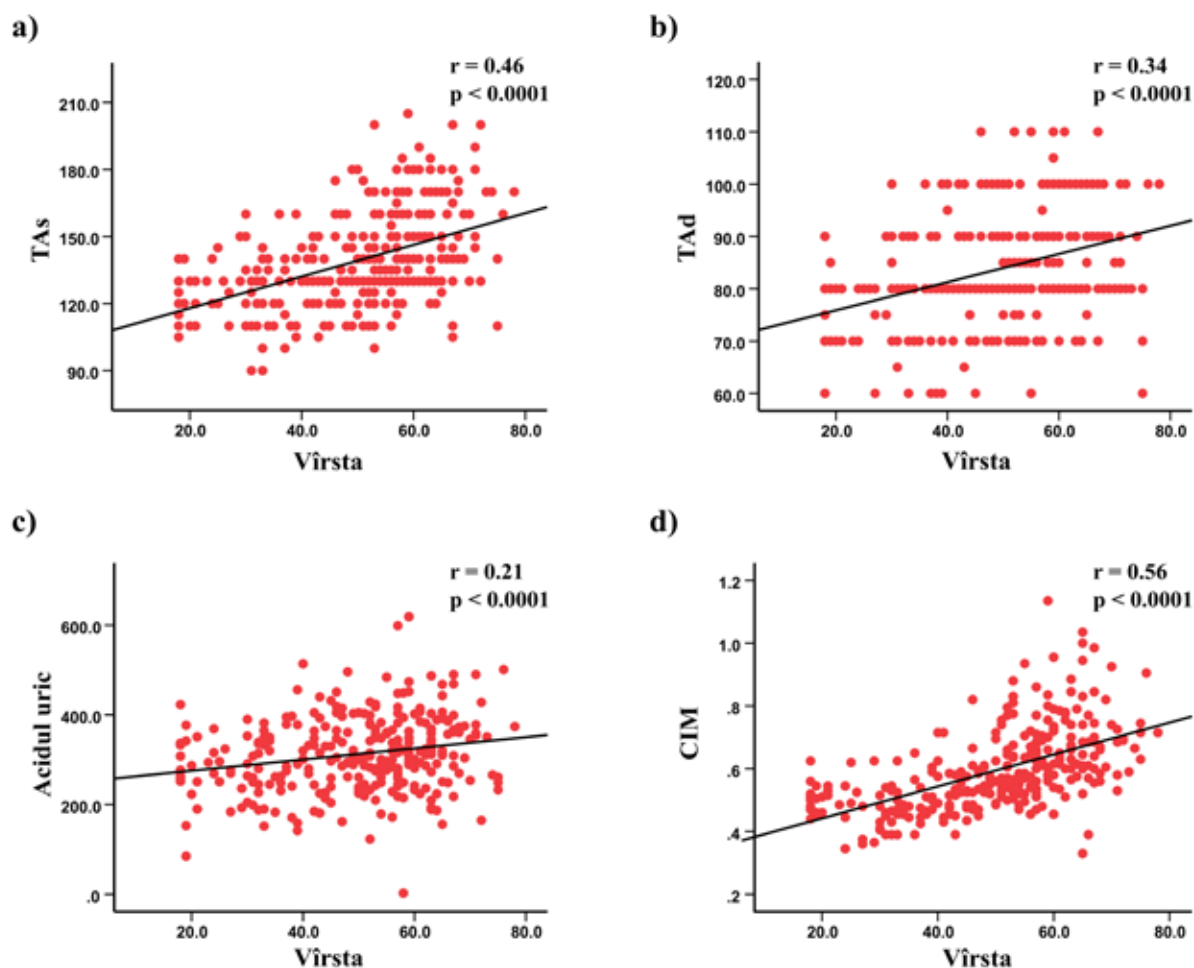 a)
r = 0.46
p < 0.0001
TAs
210.0
180.0
150.0
120.0
90.0
20.0 40.0 60.0 80.0
Vîrsta
b)
r = 0.34
p < 0.0001
TAd
120.0
110.0
100.0
90.0
80.0
70.0
60.0
20.0 40.0 60.0 80.0
Vîrsta
c)
r = 0.21
p < 0.0001
Acidul uric
600.0
400.0
200.0
.0
20.0 40.0 60.0 80.0
Vîrsta
d)
r = 0.56
p < 0.0001
CIM
1.2
1.0
.8
.6
.4
.2
20.0 40.0 60.0 80.0
Vîrsta